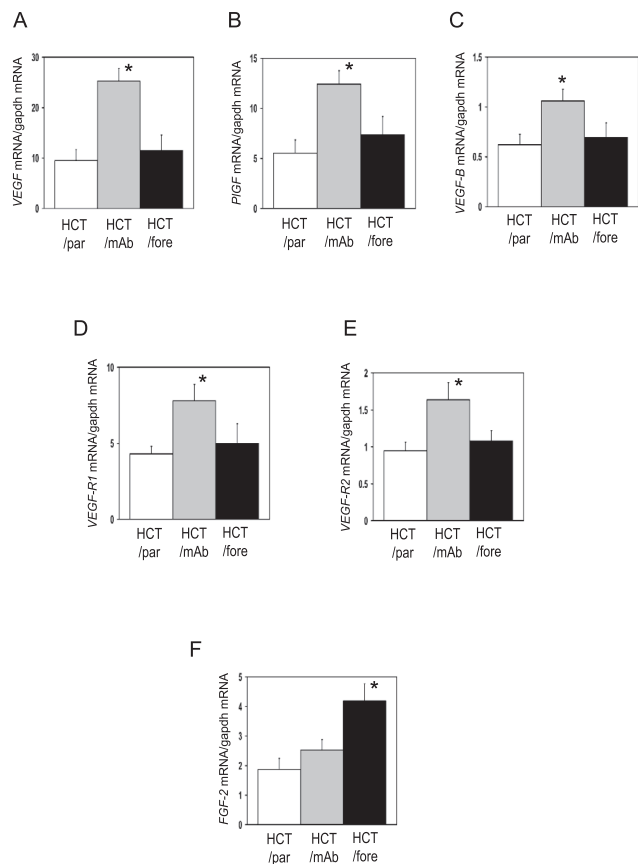 A
VEGF mRNA/gapdh mRNA
30
20
10
0
*
HCT HCT HCT
/par /mAb /fore
B
PlGF mRNA/gapdh mRNA
15
10
5
0
*
HCT HCT HCT
/par /mAb /fore
C
VEGF-B mRNA/gapdh mRNA
1.5
1
0.5
0
*
HCT HCT HCT
/par /mAb /fore
D
VEGF-R1 mRNA/gapdh mRNA
10
5
0
*
HCT HCT HCT
/par /mAb /fore
E
VEGF-R2 mRNA/gapdh mRNA
2
1.5
1
0.5
0
*
HCT HCT HCT
/par /mAb /fore
F
FGF-2 mRNA/gapdh mRNA
5
4
3
2
1
0
*
HCT HCT HCT
/par /mAb /fore